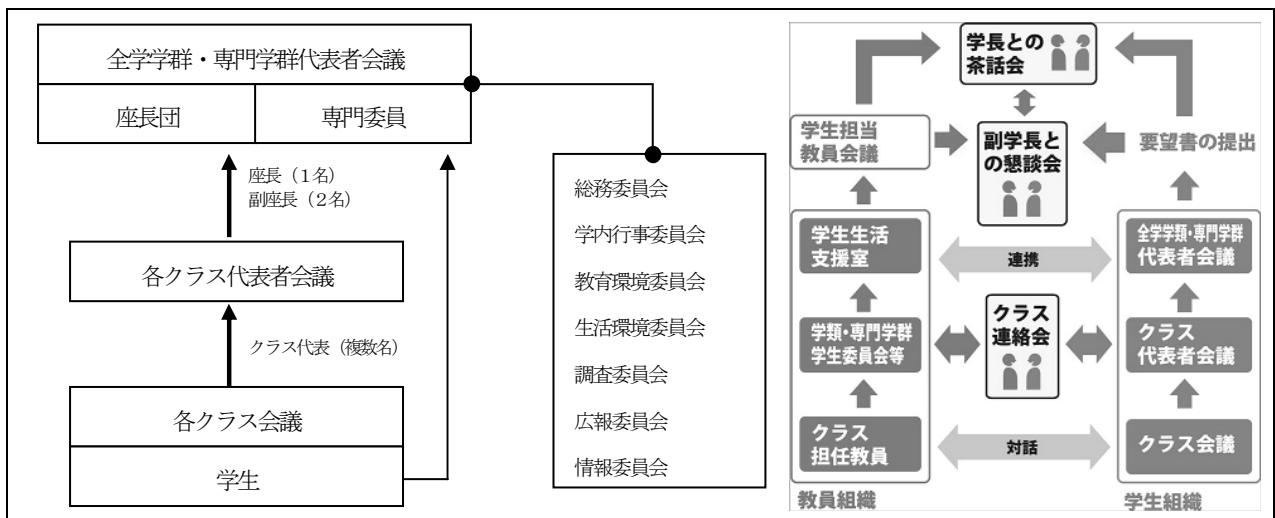 全学学群・専門学群代表者会議
座長団
専門委員
座長（１名）
副座長（２名）
各クラス代表者会議
クラス代表（複数名）
各クラス会議
学生
総務委員会
学内行事委員会
教育環境委員会
生活環境委員会
調査委員会
広報委員会
情報委員会
学長との
茶話会
学生担当
教員会議
副学長と
の懇談会
要望書の提出
学生生活
支援室
連携
全学学類・専門学群
代表者会議
学類・専門学群
学生委員会等
クラス
連絡会
クラス
代表者会議
クラス
担任教員
対話
クラス会議
教員組織
学生組織